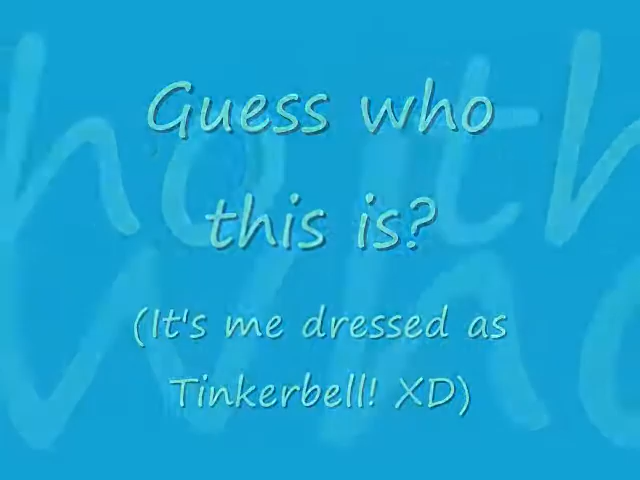 Guess who
this is?
(It's me dressed as
Tinkerbell! XD)